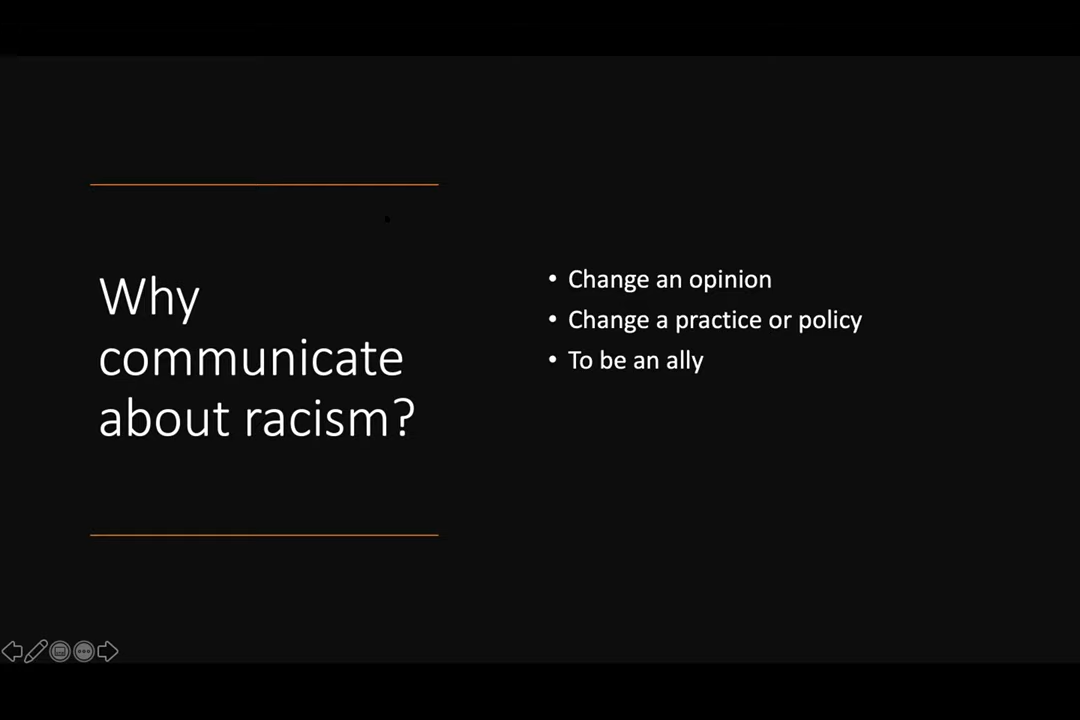 Why
communicate
about racism?
• Change an opinion
• Change a practice or policy
• To be an ally